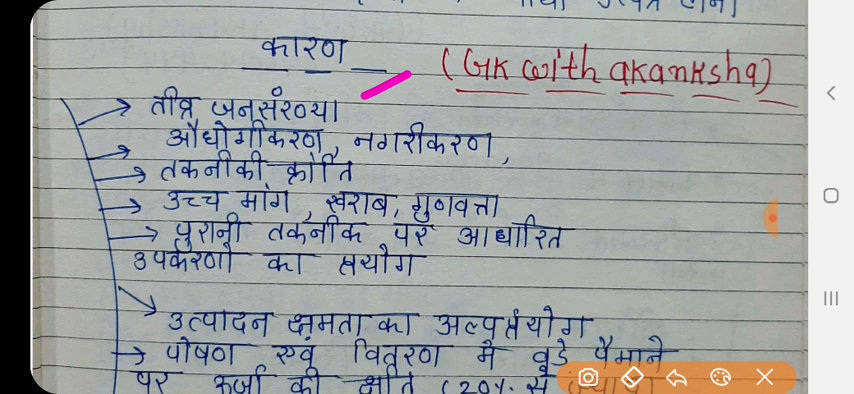 कारण
(GK with akanksha)
→ तीव्र जनसंख्या
→ औधोगीकरण, नगरीकरण,
→ तकनीकी क्रांति
→ उच्च मांग, खराब, गुणवत्ता
→ पुरानी तकनीक पर आधारित
उपकरणो का प्रयोग
→ उत्पादन क्षमता का अल्पप्रयोग
→ पोषण एवं वितरण मे बड़े पैमाने
पर ऊर्जा की क्षति (20% से